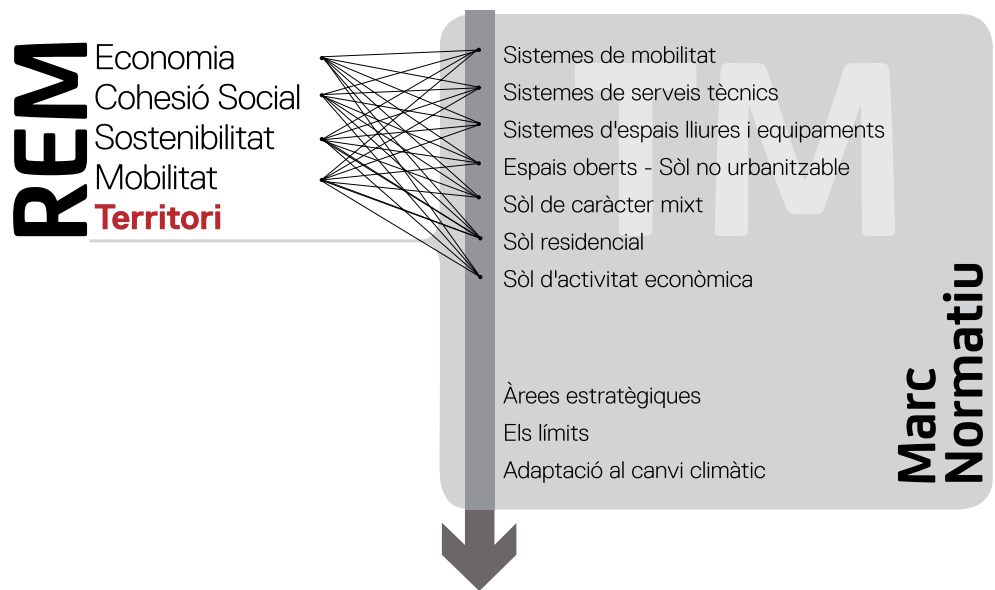 REM
Economia
Cohesió Social
Sostenibilitat
Mobilitat
Territori
TM
Sistemes de mobilitat
Sistemes de serveis tècnics
Sistemes d'espais lliures i equipaments
Espais oberts - Sòl no urbanitzable
Sòl de caràcter mixt
Sòl residencial
Sòl d'activitat econòmica
Àrees estratègiques
Els límits
Adaptació al canvi climàtic
Marc
Normatiu